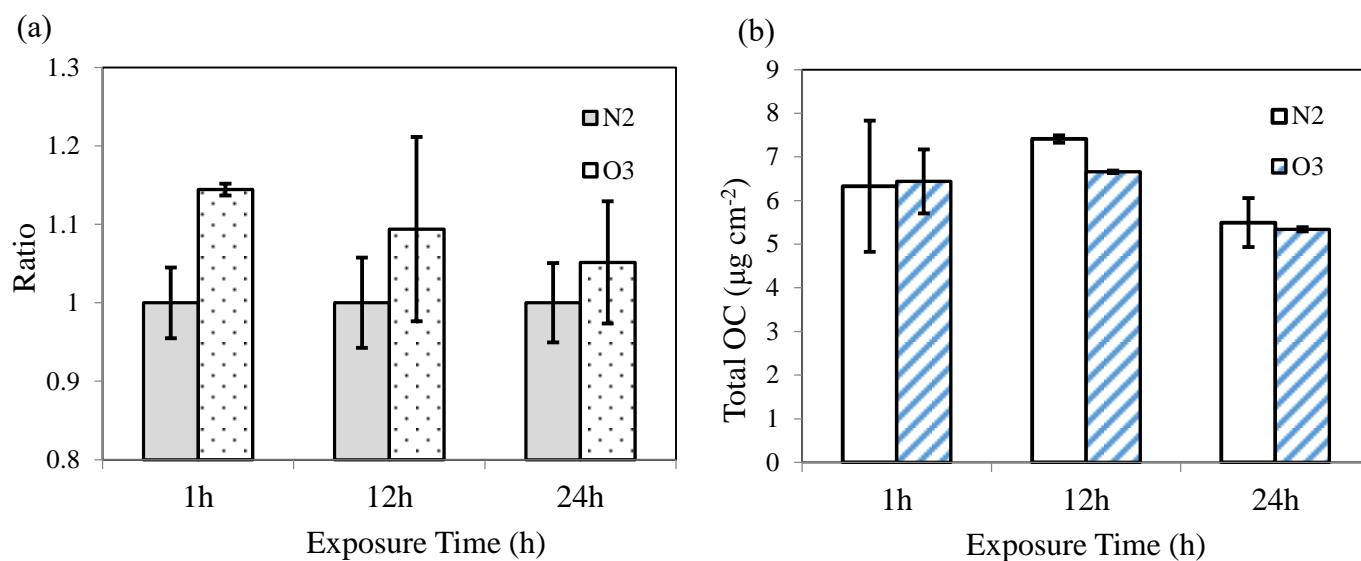 (a)
1.3
1.2
1.1
1
0.9
0.8
Ratio
N2
O3
1h 12h 24h
Exposure Time (h)
(b)
9
8
7
6
5
4
3
2
1
0
Total OC (µg cm⁻²)
N2
O3
1h 12h 24h
Exposure Time (h)